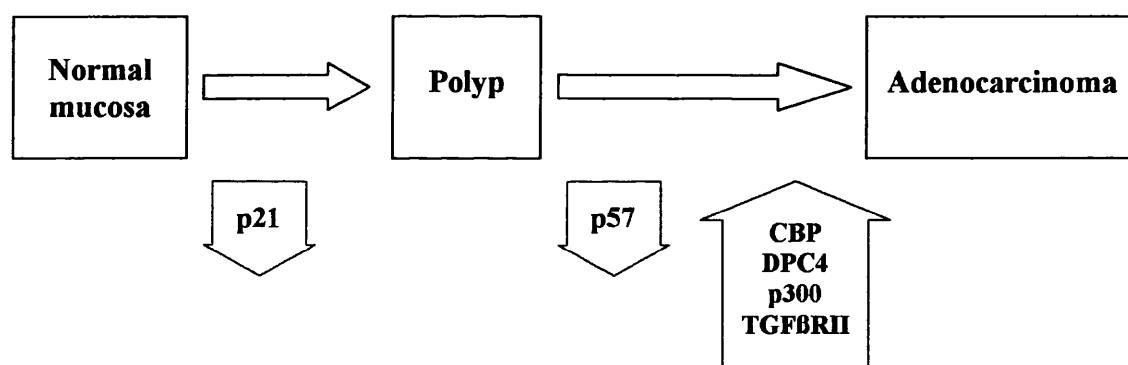 Normal
mucosa
Polyp
Adenocarcinoma
p21
p57
CBP
DPC4
p300
TGFßRII